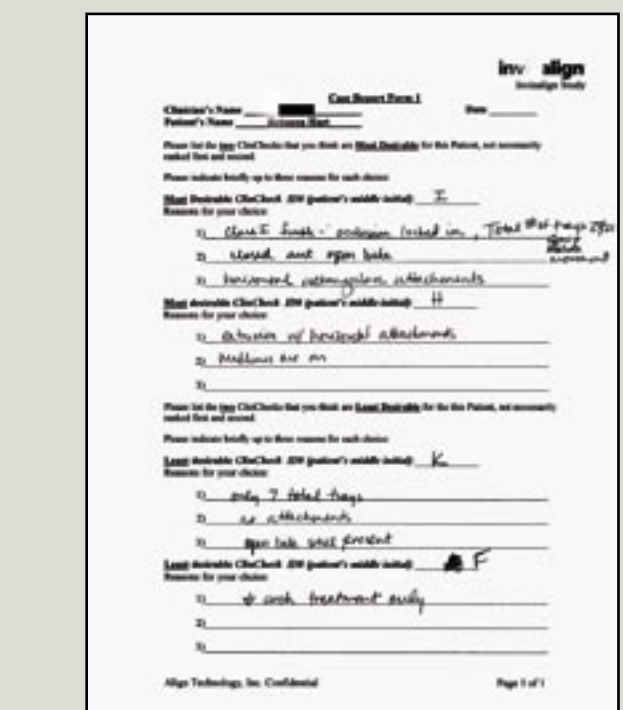 inv align
Invisalign Study
Case Report Form 1
Clinician's Name
Date
Patient's Name
Please list the two ClinChecks that you think are Most Desirable for this Patient, not necessarily
ranked first and second.
Please indicate briefly up to three reasons for each choice
Most Desirable ClinCheck ID# (patient's middle initial) I
Reasons for your choice:
1) Class I finish - occlusion locked in, Total # of trays
2) closed ant open bite
movement
3) horizontal rectangular attachments
Most desirable ClinCheck ID# (patient's middle initial) H
Reasons for your choice:
1) extrusion w/ horizontal attachments
2) Midlines are on
3)
Please list the two ClinChecks that you think are Least Desirable for the this Patient, not necessarily
ranked first and second.
Please indicate briefly up to three reasons for each choice
Least desirable ClinCheck ID# (patient's middle initial) K
Reasons for your choice:
1) only 7 total trays
2) no attachments
3) open bite still present
Least desirable ClinCheck ID# (patient's middle initial) F
Reasons for your choice:
1) arch treatment only
2)
3)
Align Technology, Inc. Confidential
Page 1 of 1